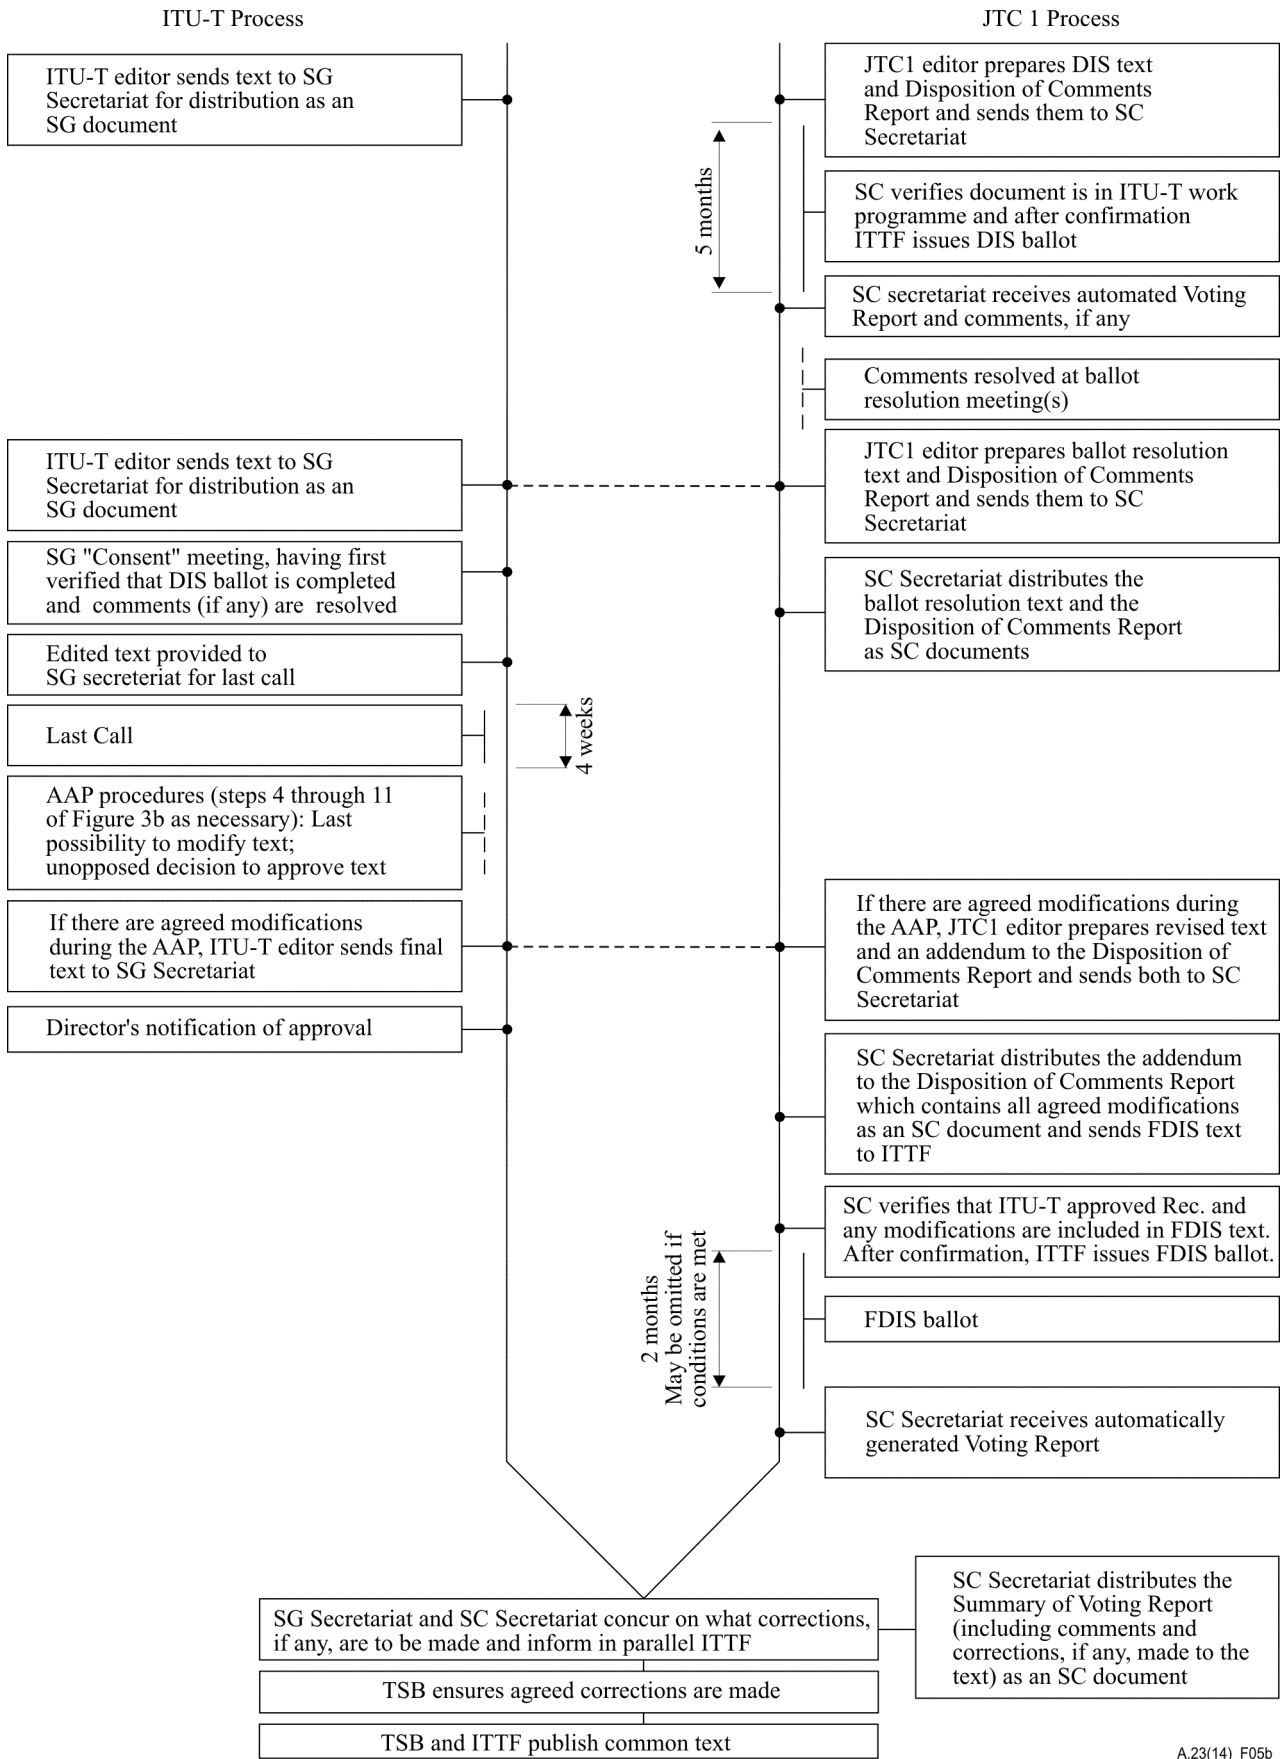 ITU-T Process
JTC 1 Process
ITU-T editor sends text to SG
Secretariat for distribution as an
SG document
JTC1 editor prepares DIS text
and Disposition of Comments
Report and sends them to SC
Secretariat
5 months
SC verifies document is in ITU-T work
programme and after confirmation
ITTF issues DIS ballot
SC secretariat receives automated Voting
Report and comments, if any
Comments resolved at ballot
resolution meeting(s)
ITU-T editor sends text to SG
Secretariat for distribution as an
SG document
JTC1 editor prepares ballot resolution
text and Disposition of Comments
Report and sends them to SC
Secretariat
SG "Consent" meeting, having first
verified that DIS ballot is completed
and comments (if any) are resolved
SC Secretariat distributes the
ballot resolution text and the
Disposition of Comments Report
as SC documents
Edited text provided to
SG secreteriat for last call
Last Call
4 weeks
AAP procedures (steps 4 through 11
of Figure 3b as necessary): Last
possibility to modify text;
unopposed decision to approve text
If there are agreed modifications
during the AAP, ITU-T editor sends final
text to SG Secretariat
If there are agreed modifications during
the AAP, JTC1 editor prepares revised text
and an addendum to the Disposition of
Comments Report and sends both to SC
Secretariat
Director's notification of approval
SC Secretariat distributes the addendum
to the Disposition of Comments Report
which contains all agreed modifications
as an SC document and sends FDIS text
to ITTF
SC verifies that ITU-T approved Rec. and
any modifications are included in FDIS text.
After confirmation, ITTF issues FDIS ballot.
2 months
May be omitted if
conditions are met
FDIS ballot
SC Secretariat receives automatically
generated Voting Report
SG Secretariat and SC Secretariat concur on what corrections,
if any, are to be made and inform in parallel ITTF
SC Secretariat distributes the
Summary of Voting Report
(including comments and
corrections, if any, made to the
text) as an SC document
TSB ensures agreed corrections are made
TSB and ITTF publish common text
A.23(14)_F05b